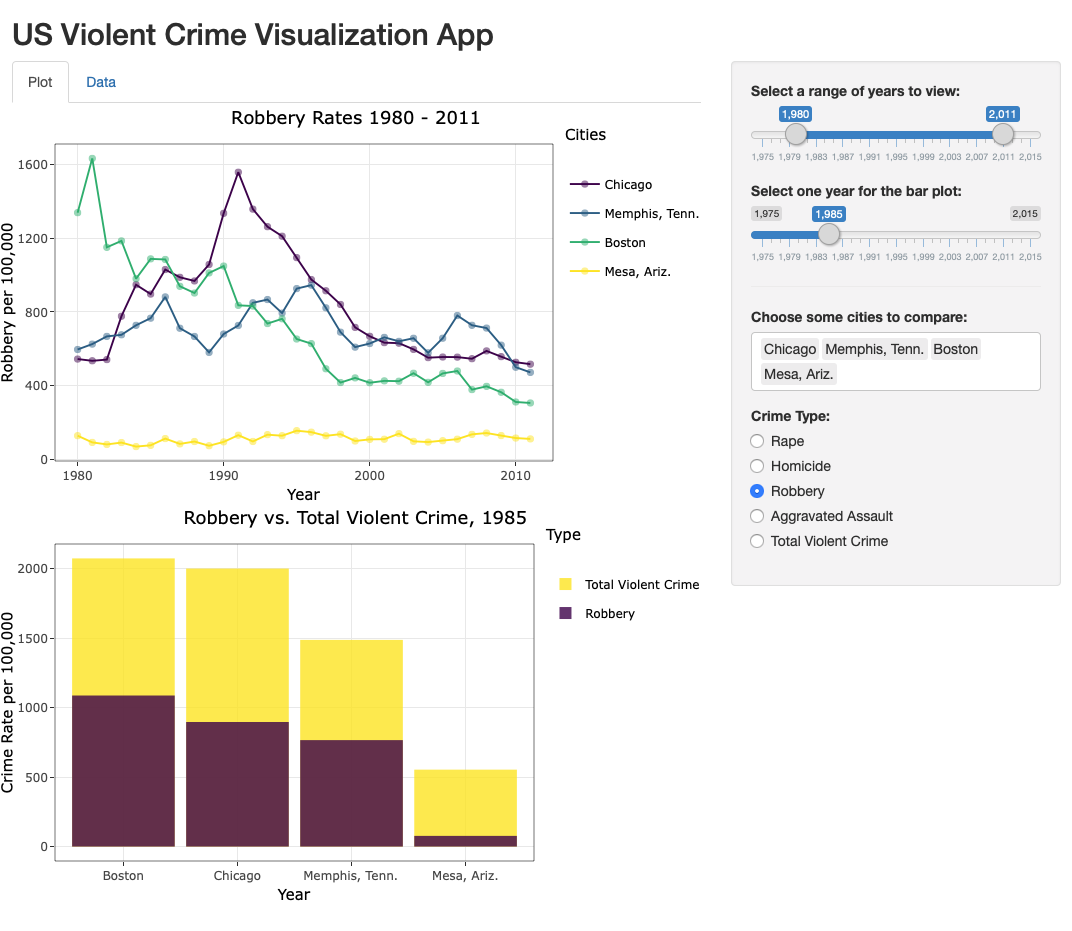 US Violent Crime Visualization App
Plot
Data
Robbery Rates 1980 - 2011
Cities
Chicago
Memphis, Tenn.
Boston
Mesa, Ariz.
Robbery per 100,000
1600
1200
800
400
0
1980 1990 2000 2010
Year
Robbery vs. Total Violent Crime, 1985
Type
Total Violent Crime
Robbery
Crime Rate per 100,000
2000
1500
1000
500
0
Boston Chicago Memphis, Tenn. Mesa, Ariz.
Year
Select a range of years to view:
1,980 2,011
1,975 1,979 1,983 1,987 1,991 1,995 1,999 2,003 2,007 2,011 2,015
Select one year for the bar plot:
1,975 1,985 2,015
1,975 1,979 1,983 1,987 1,991 1,995 1,999 2,003 2,007 2,011 2,015
Choose some cities to compare:
Chicago Memphis, Tenn. Boston
Mesa, Ariz.
Crime Type:
Rape
Homicide
Robbery
Aggravated Assault
Total Violent Crime